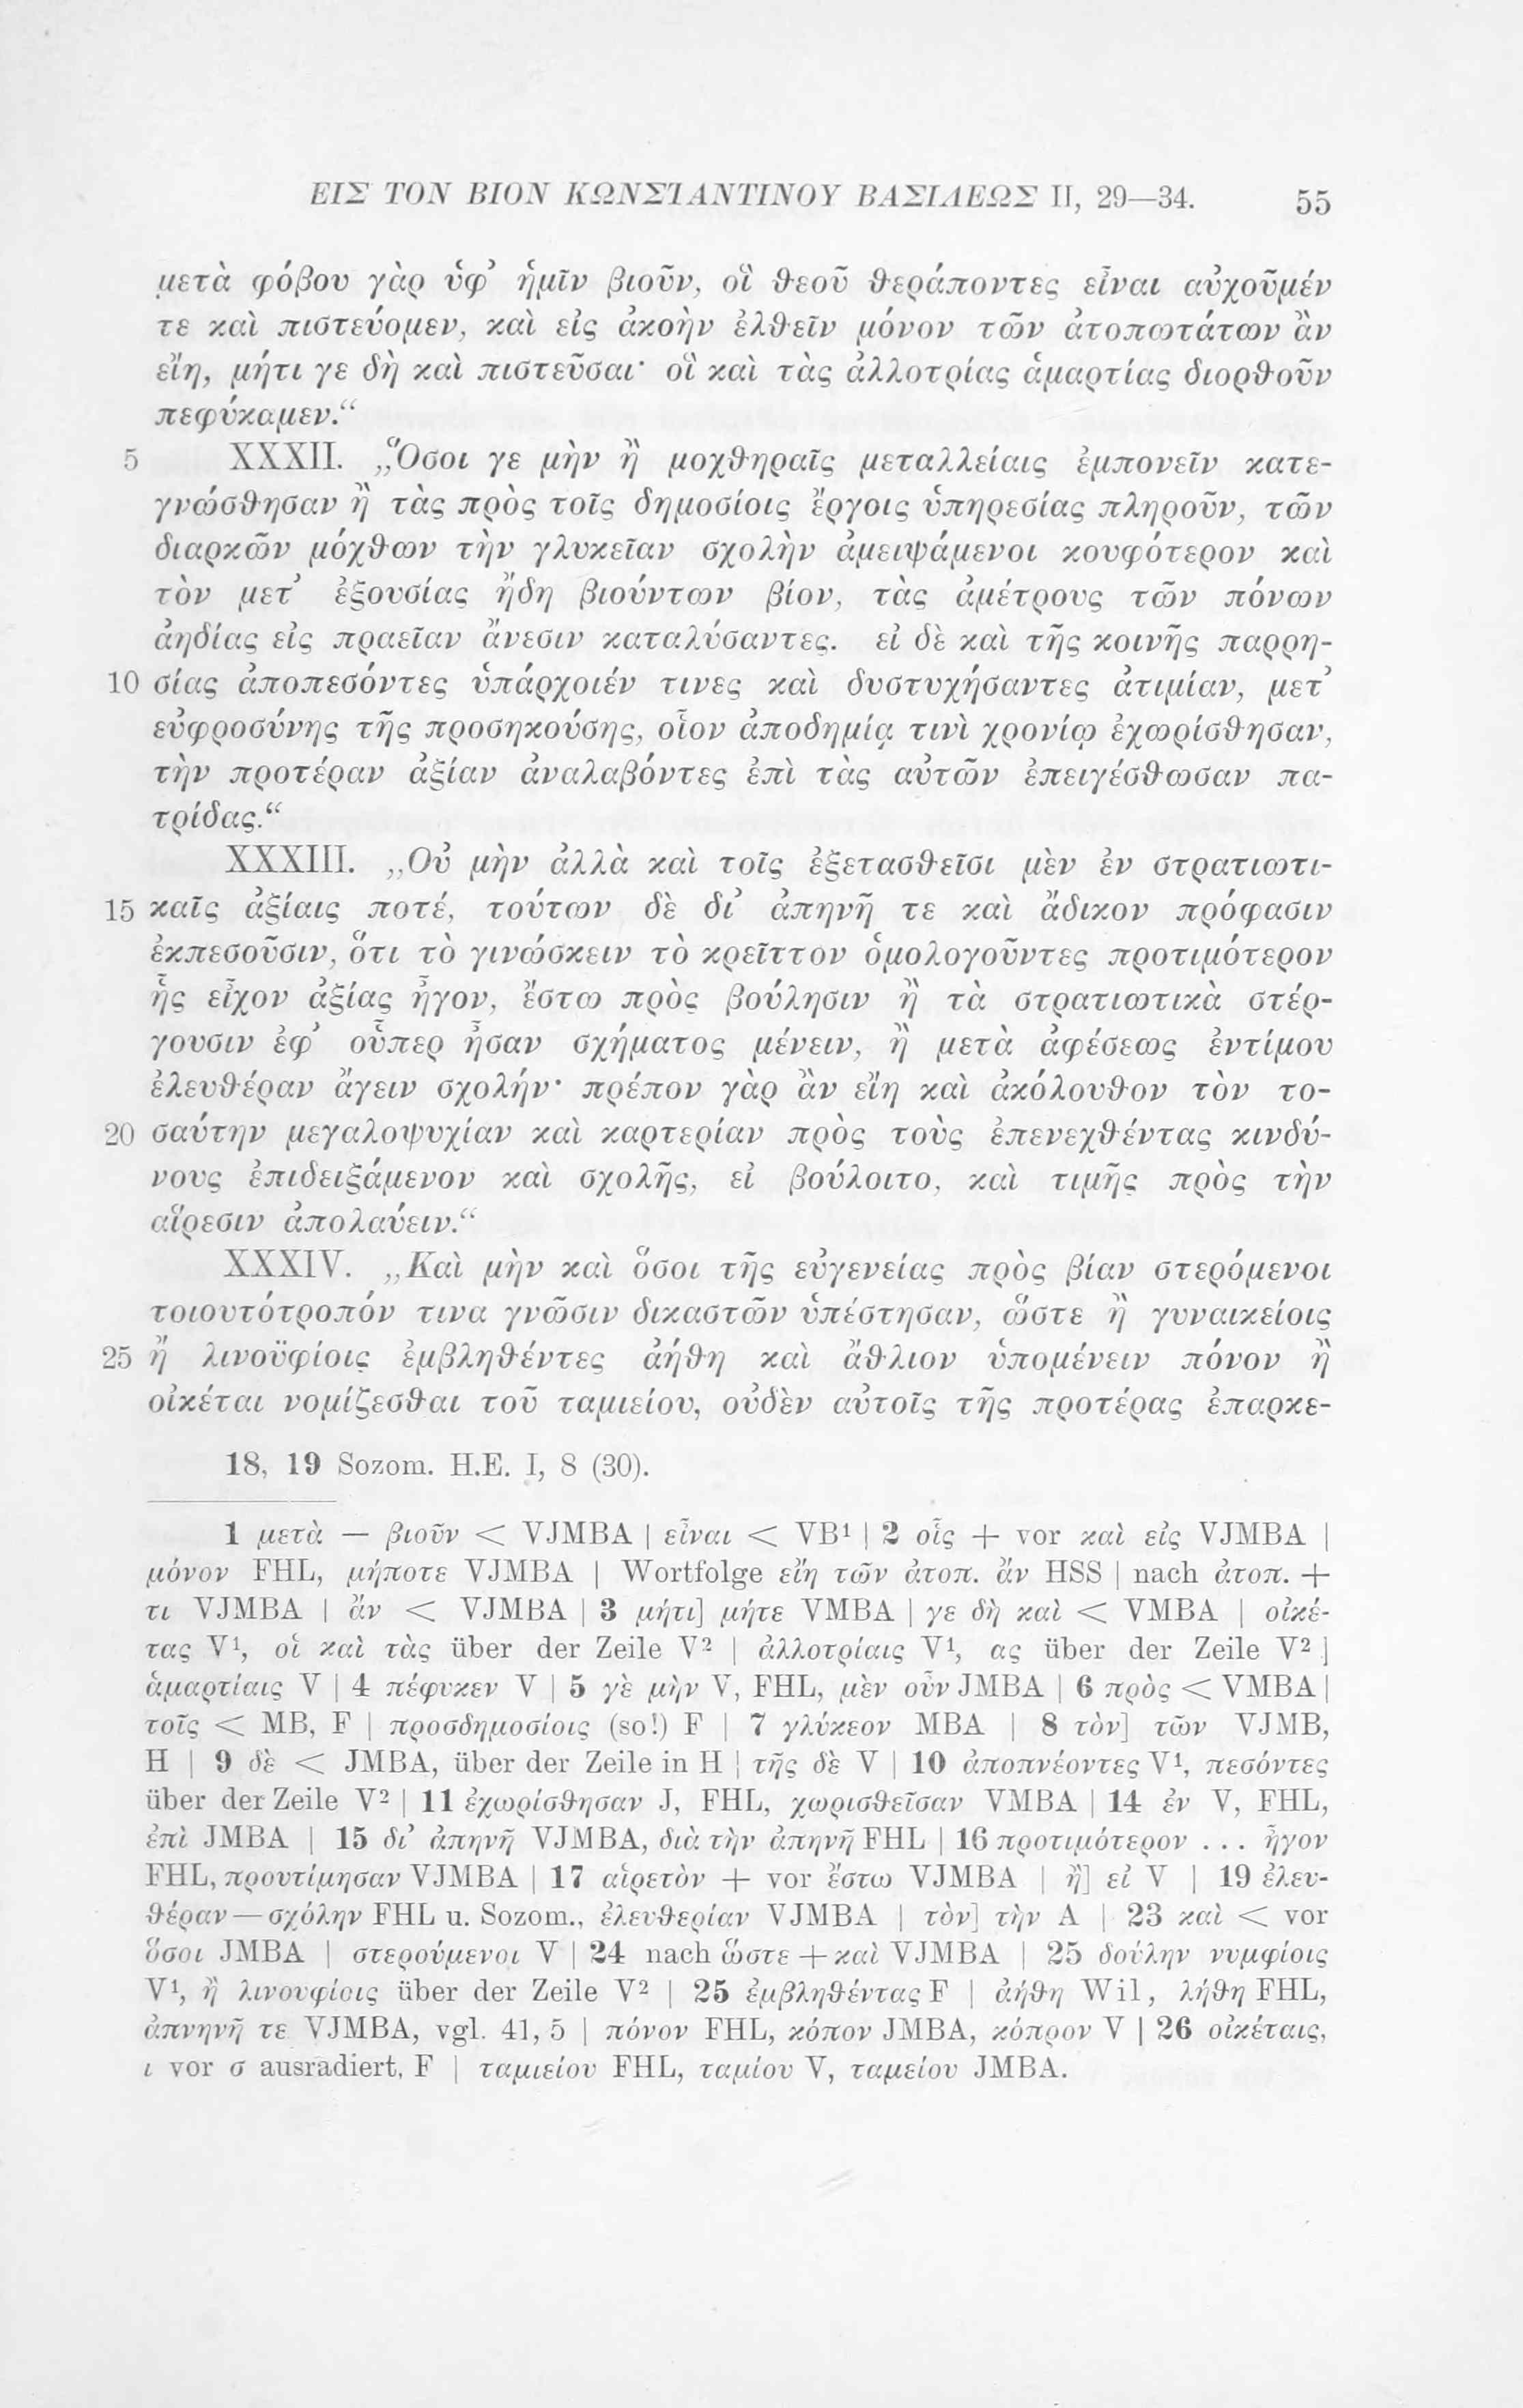 ΕΙΣ ΤΟΝ ΒΙΟΝ ΚΩΝΣΤΑΝΤΙΝΟΥ ΒΑΣΙΛΕΩΣ II, 29—34. 55
μετὰ φόβου γὰρ ὑφ' ἡμῖν βιοῦν, οἳ θεοῦ θεράποντες εἶναι αὐχοῦμέν
τε καὶ πιστεύομεν, καὶ εἰς ἀκοὴν ἐλθεῖν μόνον τῶν ἀτοπωτάτων ἂν
εἴη, μήτι γε δὴ καὶ πιστεῦσαι· οἳ καὶ τὰς ἀλλοτρίας ἁμαρτίας διορθοῦν
πεφύκαμεν.“
5 XXXII. „Ὅσοι γε μὴν ἢ μοχθηραῖς μεταλλείαις ἐμπονεῖν κατε-
γνώσθησαν ἢ τὰς πρὸς τοῖς δημοσίοις ἔργοις ὑπηρεσίας πληροῦν, τῶν
διαρκῶν μόχθων τὴν γλυκεῖαν σχολὴν ἀμειψάμενοι κουφότερον καὶ
τὸν μετ' ἐξουσίας ἤδη βιούντων βίον, τὰς ἀμέτρους τῶν πόνων
ἀηδίας εἰς πραεῖαν ἄνεσιν καταλύσαντες. εἰ δὲ καὶ τῆς κοινῆς παρρη-
10 σίας ἀποπεσόντες ὑπάρχοιέν τινες καὶ δυστυχήσαντες ἀτιμίαν, μετ'
εὐφροσύνης τῆς προσηκούσης, οἷον ἀποδημίᾳ τινὶ χρονίῳ ἐχωρίσθησαν,
τὴν προτέραν ἀξίαν ἀναλαβόντες ἐπὶ τὰς αὐτῶν ἐπειγέσθωσαν πα-
τρίδας.“
XXXIII. „Οὐ μὴν ἀλλὰ καὶ τοῖς ἐξετασθεῖσι μὲν ἐν στρατιωτι-
15 καῖς ἀξίαις ποτέ, τούτων δὲ δι' ἀπηνῆ τε καὶ ἄδικον πρόφασιν
ἐκπεσοῦσιν, ὅτι τὸ γινώσκειν τὸ κρεῖττον ὁμολογοῦντες προτιμότερον
ἧς εἶχον ἀξίας ἦγον, ἔστω πρὸς βούλησιν ἢ τὰ στρατιωτικὰ στέρ-
γουσιν ἐφ' οὗπερ ἦσαν σχήματος μένειν, ἢ μετὰ ἀφέσεως ἐντίμου
ἐλευθέραν ἄγειν σχολήν· πρέπον γὰρ ἂν εἴη καὶ ἀκόλουθον τὸν το-
20 σαύτην μεγαλοψυχίαν καὶ καρτερίαν πρὸς τοὺς ἐπενεχθέντας κινδύ-
νους ἐπιδειξάμενον καὶ σχολῆς, εἰ βούλοιτο, καὶ τιμῆς πρὸς τὴν
αἵρεσιν ἀπολαύειν.“
XXXIV. „Καὶ μὴν καὶ ὅσοι τῆς εὐγενείας πρὸς βίαν στερόμενοι
τοιουτότροπόν τινα γνῶσιν δικαστῶν ὑπέστησαν, ὥστε ἢ γυναικείοις
25 ἢ λινοϋφίοις ἐμβληθέντες ἀήθη καὶ ἄθλιον ὑπομένειν πόνον ἢ
οἰκέται νομίζεσθαι τοῦ ταμιείου, οὐδὲν αὐτοῖς τῆς προτέρας ἐπαρκε-
18, 19 Sozom. H.E. I, 8 (30).
1 μετὰ — βιοῦν < VJMBA | εἶναι < VB¹ | 2 οἷς + vor καὶ εἰς VJMBA |
μόνον FHL, μήποτε VJMBA | Wortfolge εἴη τῶν ἀτοπ. ἄν HSS | nach ἀτοπ. +
τι VJMBA | ἄν < VJMBA | 3 μήτι] μήτε VMBA | γε δὴ καὶ < VMBA | οἰκέ-
τας V¹, οἱ καὶ τὰς über der Zeile V² | ἀλλοτρίαις V¹, ας über der Zeile V² ]
ἁμαρτίαις V | 4 πέφυκεν V | 5 γὲ μὴν V, FHL, μὲν οὖν JMBA | 6 πρὸς < VMBA |
τοῖς < MB, F | προσδημοσίοις (so!) F | 7 γλύκεον MBA | 8 τὸν] τῶν VJMB,
H | 9 δὲ < JMBA, über der Zeile in H | τῆς δὲ V | 10 ἀποπνέοντες V¹, πεσόντες
über der Zeile V² | 11 ἐχωρίσθησαν J, FHL, χωρισθεῖσαν VMBA | 14 ἐν V, FHL,
ἐπὶ JMBA | 15 δι' ἀπηνῆ VJMBA, διὰ τὴν ἀπηνῆ FHL | 16 προτιμότερον . . . ἦγον
FHL, προυτίμησαν VJMBA | 17 αἱρετὸν + vor ἔστω VJMBA | ἢ] εἰ V | 19 ἐλευ-
θέραν — σχόλην FHL u. Sozom., ἐλευθερίαν VJMBA | τὸν] τὴν A | 23 καὶ < vor
ὅσοι JMBA | στερούμενοι V | 24 nach ὥστε + καὶ VJMBA | 25 δούλην νυμφίοις
V¹, ἢ λινουφίοις über der Zeile V² | 25 ἐμβληθέντας F | ἀήθη Wil, λήθη FHL,
ἀπνηνῆ τε VJMBA, vgl. 41, 5 | πόνον FHL, κόπον JMBA, κόπρον V | 26 οἰκέταις,
ι vor σ ausradiert, F | ταμιείου FHL, ταμίου V, ταμείου JMBA.